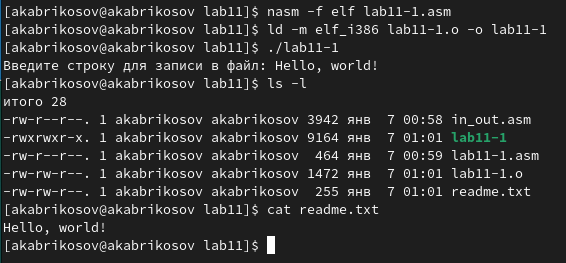 [akabrikosov@akabrikosov lab11]$ nasm -f elf lab11-1.asm
[akabrikosov@akabrikosov lab11]$ ld -m elf_i386 lab11-1.o -o lab11-1
[akabrikosov@akabrikosov lab11]$ ./lab11-1
Введите строку для записи в файл: Hello, world!
[akabrikosov@akabrikosov lab11]$ ls -l
итого 28
-rw-r--r--. 1 akabrikosov akabrikosov 3942 янв  7 00:58 in_out.asm
-rwxrwxr-x. 1 akabrikosov akabrikosov 9164 янв  7 01:01 lab11-1
-rw-rw-r--. 1 akabrikosov akabrikosov  464 янв  7 00:59 lab11-1.asm
-rw-rw-r--. 1 akabrikosov akabrikosov 1472 янв  7 01:01 lab11-1.o
-rw-rw-r--. 1 akabrikosov akabrikosov  255 янв  7 01:01 readme.txt
[akabrikosov@akabrikosov lab11]$ cat readme.txt
Hello, world!
[akabrikosov@akabrikosov lab11]$